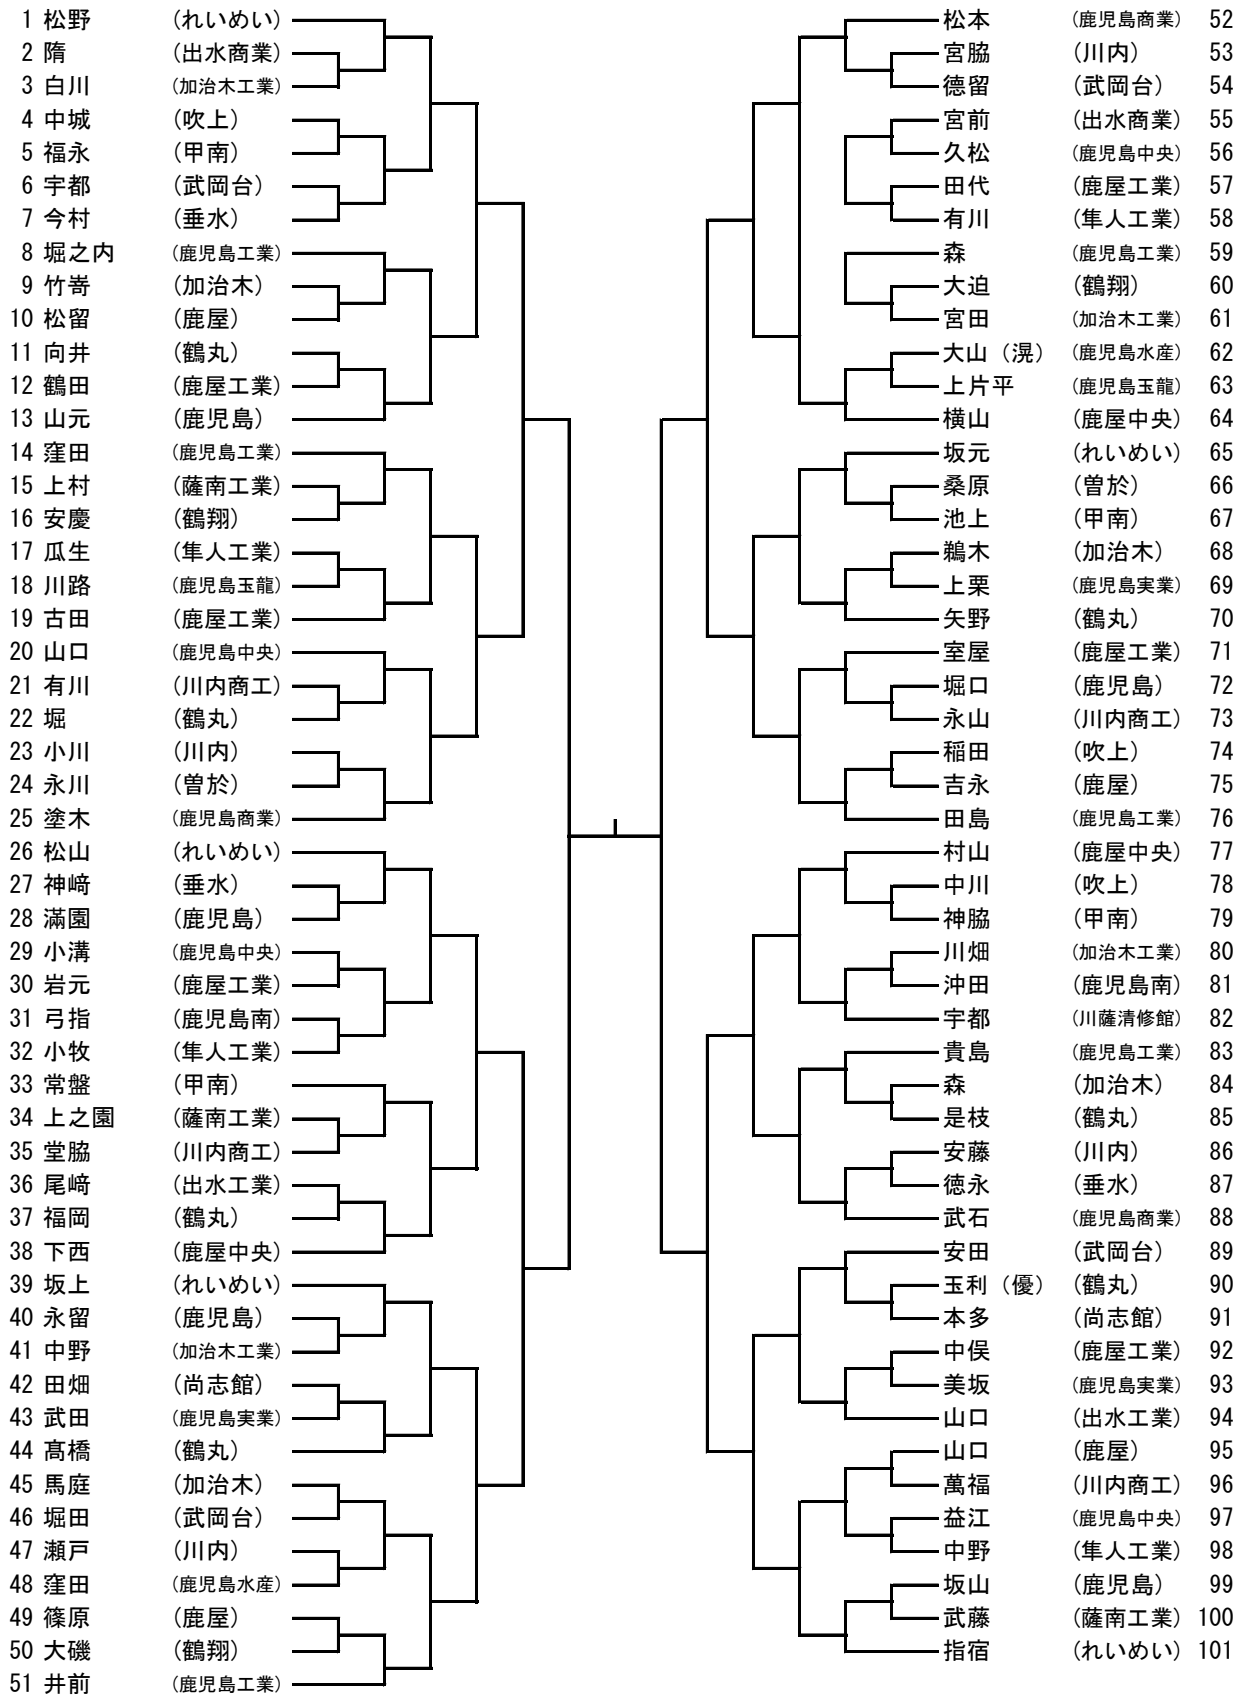 1 松野 (れいめい)
2 隋 (出水商業)
3 白川 (加治木工業)
4 中城 (吹上)
5 福永 (甲南)
6 宇都 (武岡台)
7 今村 (垂水)
8 堀之内 (鹿児島工業)
9 竹嵜 (加治木)
10 松留 (鹿屋)
11 向井 (鶴丸)
12 鶴田 (鹿屋工業)
13 山元 (鹿児島)
14 窪田 (鹿児島工業)
15 上村 (薩南工業)
16 安慶 (鶴翔)
17 瓜生 (隼人工業)
18 川路 (鹿児島玉龍)
19 古田 (鹿屋工業)
20 山口 (鹿児島中央)
21 有川 (川内商工)
22 堀 (鶴丸)
23 小川 (川内)
24 永川 (曽於)
25 塗木 (鹿児島商業)
26 松山 (れいめい)
27 神﨑 (垂水)
28 滿園 (鹿児島)
29 小溝 (鹿児島中央)
30 岩元 (鹿屋工業)
31 弓指 (鹿児島南)
32 小牧 (隼人工業)
33 常盤 (甲南)
34 上之園 (薩南工業)
35 堂脇 (川内商工)
36 尾﨑 (出水工業)
37 福岡 (鶴丸)
38 下西 (鹿屋中央)
39 坂上 (れいめい)
40 永留 (鹿児島)
41 中野 (加治木工業)
42 田畑 (尚志館)
43 武田 (鹿児島実業)
44 髙橋 (鶴丸)
45 馬庭 (加治木)
46 堀田 (武岡台)
47 瀬戸 (川内)
48 窪田 (鹿児島水産)
49 篠原 (鹿屋)
50 大磯 (鶴翔)
51 井前 (鹿児島工業)
松本 (鹿児島商業) 52
宮脇 (川内) 53
德留 (武岡台) 54
宮前 (出水商業) 55
久松 (鹿児島中央) 56
田代 (鹿屋工業) 57
有川 (隼人工業) 58
森 (鹿児島工業) 59
大迫 (鶴翔) 60
宮田 (加治木工業) 61
大山（滉） (鹿児島水産) 62
上片平 (鹿児島玉龍) 63
横山 (鹿屋中央) 64
坂元 (れいめい) 65
桑原 (曽於) 66
池上 (甲南) 67
鵜木 (加治木) 68
上栗 (鹿児島実業) 69
矢野 (鶴丸) 70
室屋 (鹿屋工業) 71
堀口 (鹿児島) 72
永山 (川内商工) 73
稲田 (吹上) 74
吉永 (鹿屋) 75
田島 (鹿児島工業) 76
村山 (鹿屋中央) 77
中川 (吹上) 78
神脇 (甲南) 79
川畑 (加治木工業) 80
沖田 (鹿児島南) 81
宇都 (川薩清修館) 82
貴島 (鹿児島工業) 83
森 (加治木) 84
是枝 (鶴丸) 85
安藤 (川内) 86
徳永 (垂水) 87
武石 (鹿児島商業) 88
安田 (武岡台) 89
玉利（優） (鶴丸) 90
本多 (尚志館) 91
中俣 (鹿屋工業) 92
美坂 (鹿児島実業) 93
山口 (出水工業) 94
山口 (鹿屋) 95
萬福 (川内商工) 96
益江 (鹿児島中央) 97
中野 (隼人工業) 98
坂山 (鹿児島) 99
武藤 (薩南工業) 100
指宿 (れいめい) 101